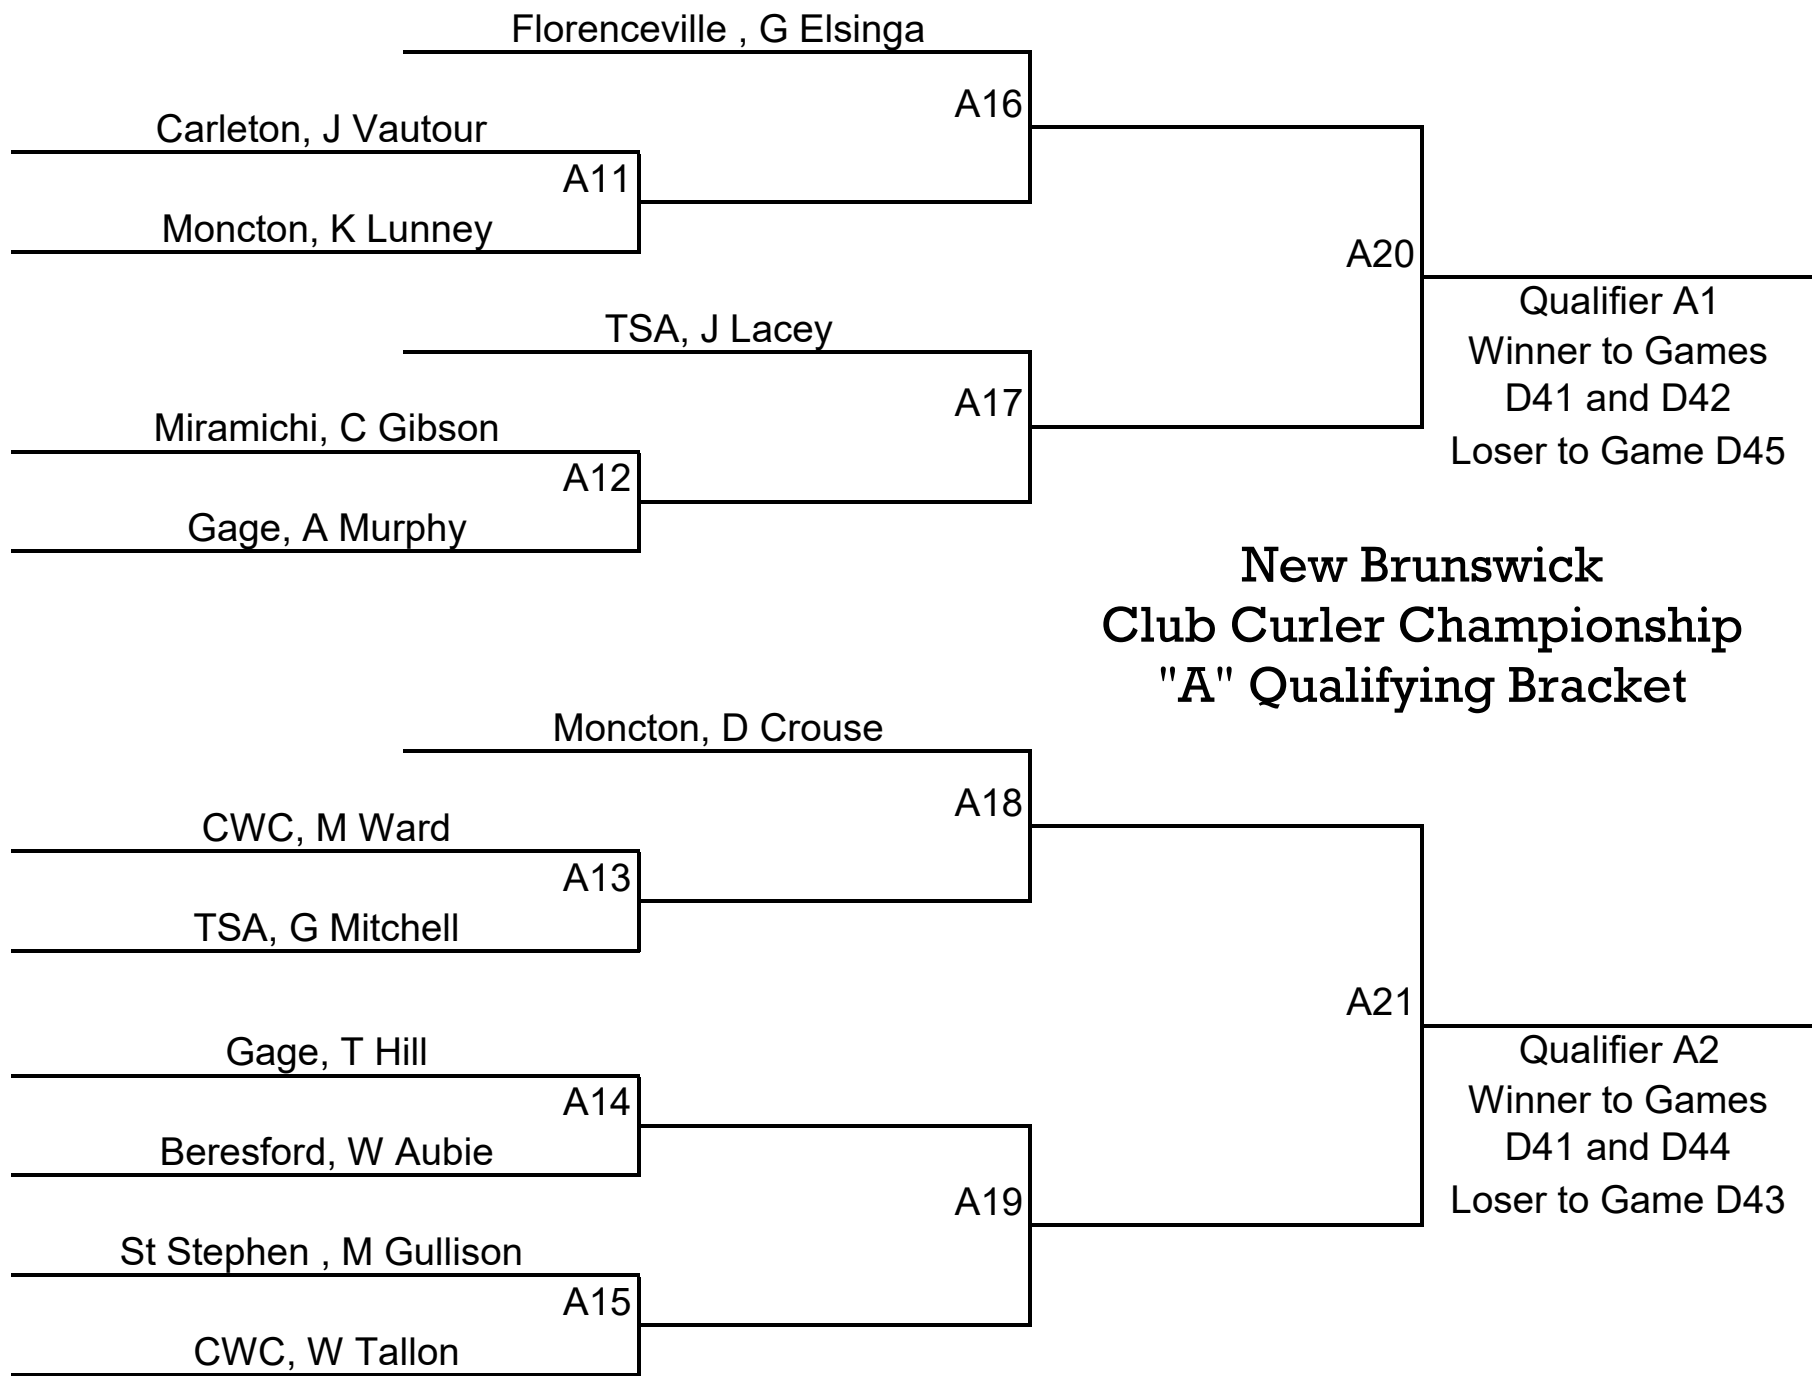 Florenceville , G Elsinga
A16
Carleton, J Vautour
A11
Moncton, K Lunney
A20
Qualifier A1
Winner to Games
D41 and D42
Loser to Game D45
TSA, J Lacey
A17
Miramichi, C Gibson
A12
Gage, A Murphy
New Brunswick
Club Curler Championship
"A" Qualifying Bracket
Moncton, D Crouse
A18
CWC, M Ward
A13
TSA, G Mitchell
A21
Qualifier A2
Winner to Games
D41 and D44
Loser to Game D43
Gage, T Hill
A14
Beresford, W Aubie
A19
St Stephen , M Gullison
A15
CWC, W Tallon